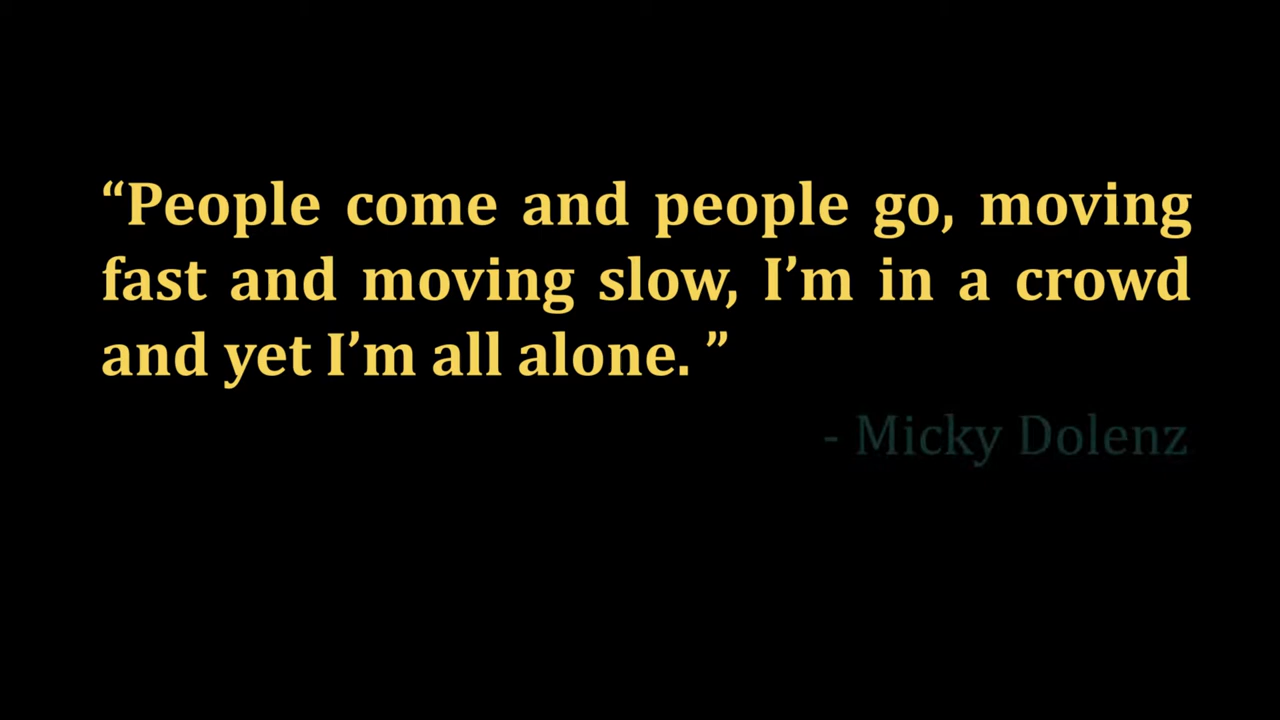 “People come and people go, moving
fast and moving slow, I’m in a crowd
and yet I’m all alone. ”
- Micky Dolenz